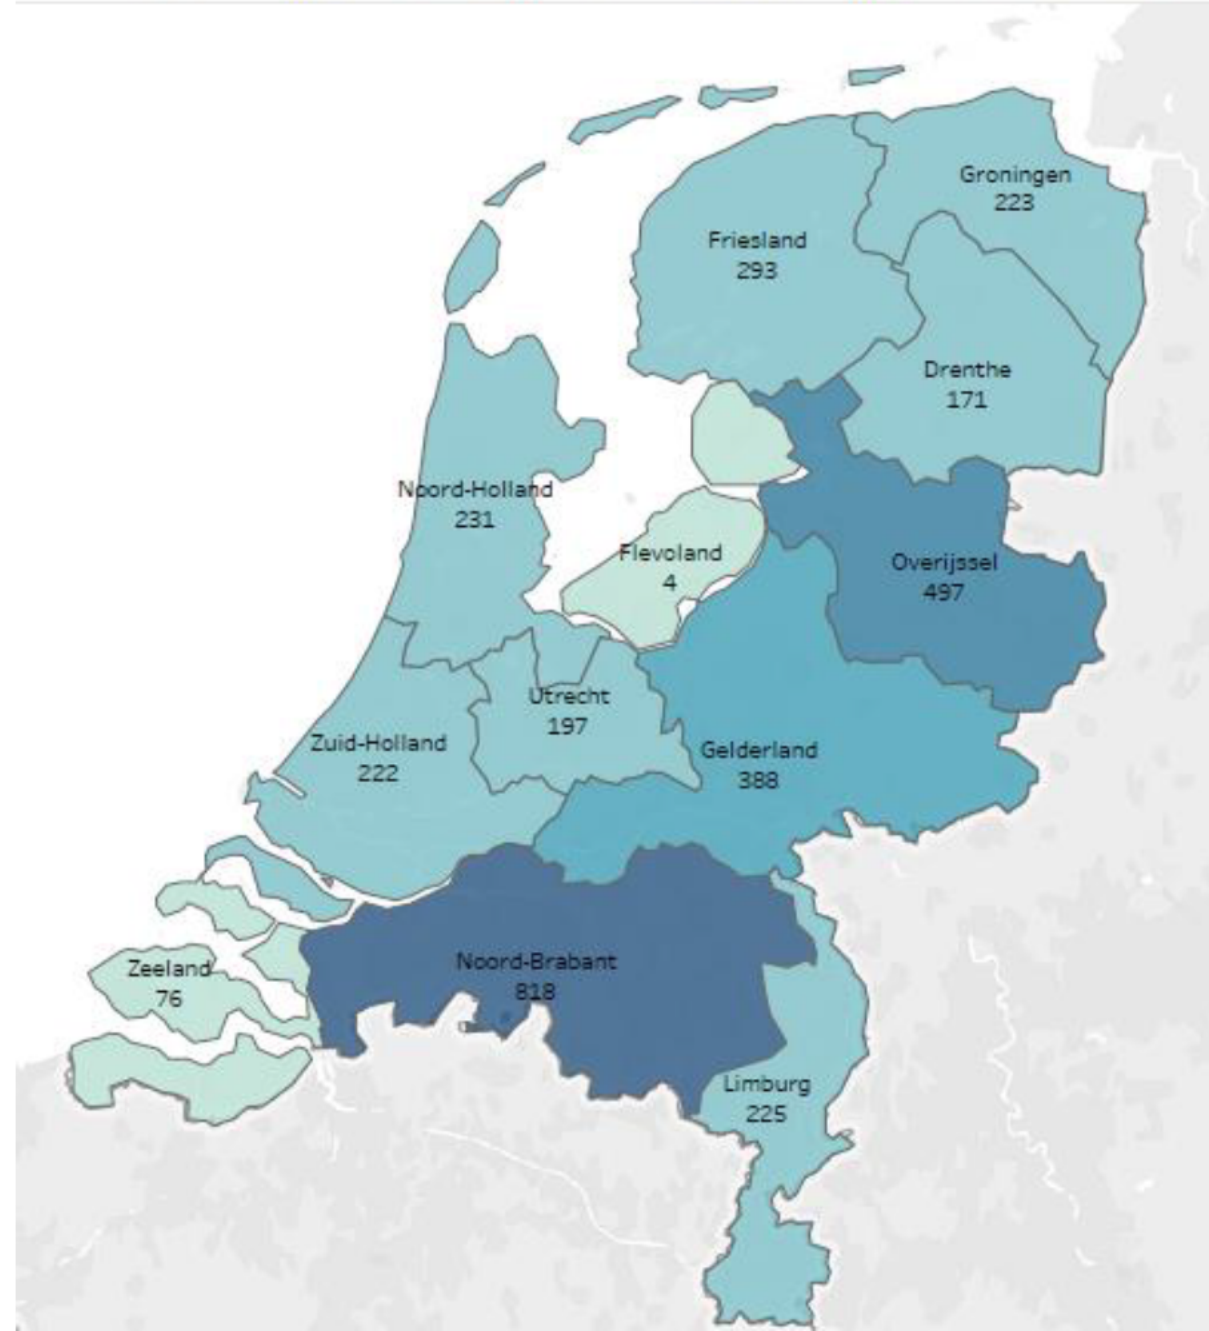 Groningen
223
Friesland
293
Drenthe
171
Noord-Holland
231
Flevoland
4
Overijssel
497
Utrecht
197
Zuid-Holland
222
Gelderland
388
Zeeland
76
Noord-Brabant
818
Limburg
225